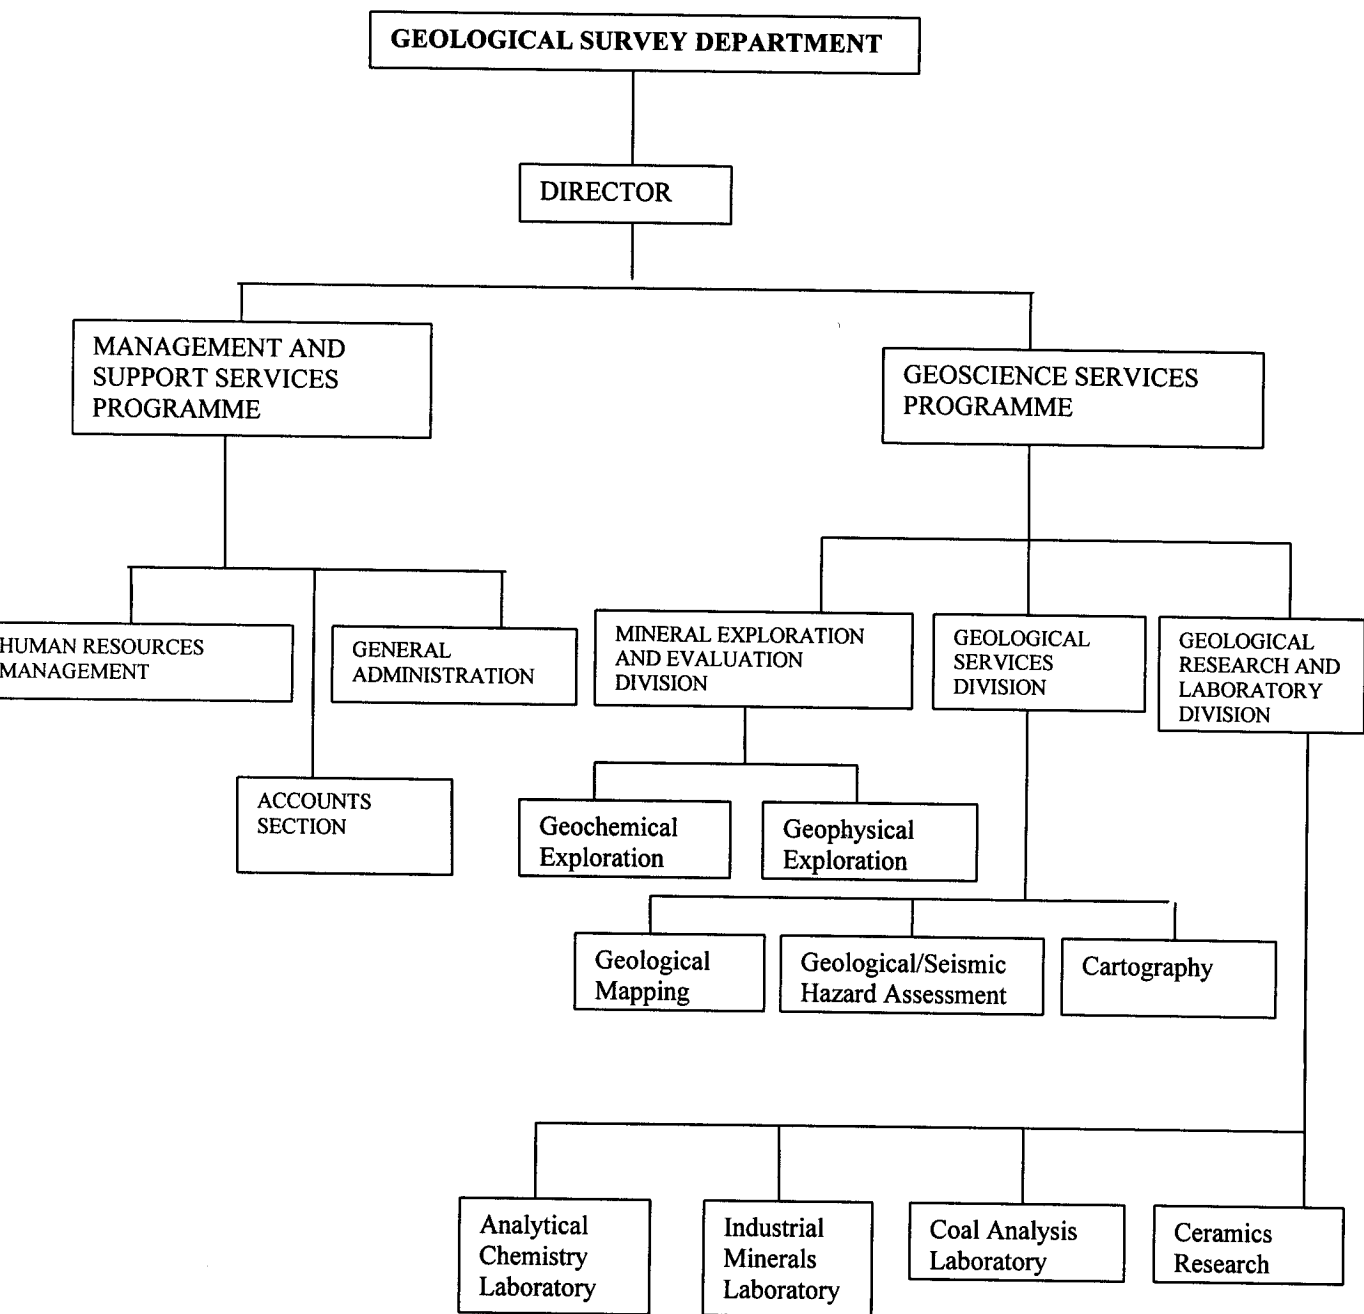 GEOLOGICAL SURVEY DEPARTMENT
DIRECTOR
MANAGEMENT AND
SUPPORT SERVICES
PROGRAMME
GEOSCIENCE SERVICES
PROGRAMME
HUMAN RESOURCES
MANAGEMENT
GENERAL
ADMINISTRATION
MINERAL EXPLORATION
AND EVALUATION
DIVISION
GEOLOGICAL
SERVICES
DIVISION
GEOLOGICAL
RESEARCH AND
LABORATORY
DIVISION
ACCOUNTS
SECTION
Geochemical
Exploration
Geophysical
Exploration
Geological
Mapping
Geological/Seismic
Hazard Assessment
Cartography
Analytical
Chemistry
Laboratory
Industrial
Minerals
Laboratory
Coal Analysis
Laboratory
Ceramics
Research